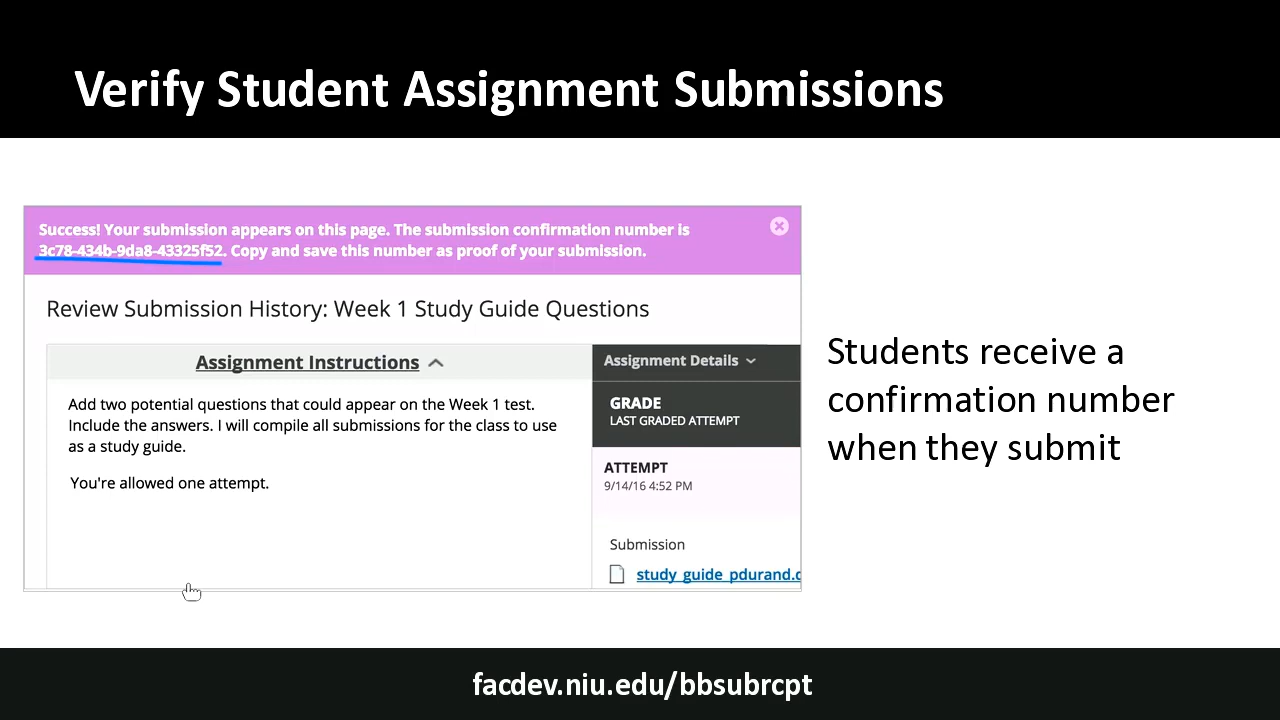 Verify Student Assignment Submissions
Success! Your submission appears on this page. The submission confirmation number is
3c78-434b-9da8-43325f52. Copy and save this number as proof of your submission.
Review Submission History: Week 1 Study Guide Questions
Assignment Instructions
Add two potential questions that could appear on the Week 1 test.
Include the answers. I will compile all submissions for the class to use
as a study guide.
You're allowed one attempt.
Assignment Details
GRADE
LAST GRADED ATTEMPT
ATTEMPT
9/14/16 4:52 PM
Submission
study_guide_pdurand.d
Students receive a
confirmation number
when they submit
facdev.niu.edu/bbsubrcpt